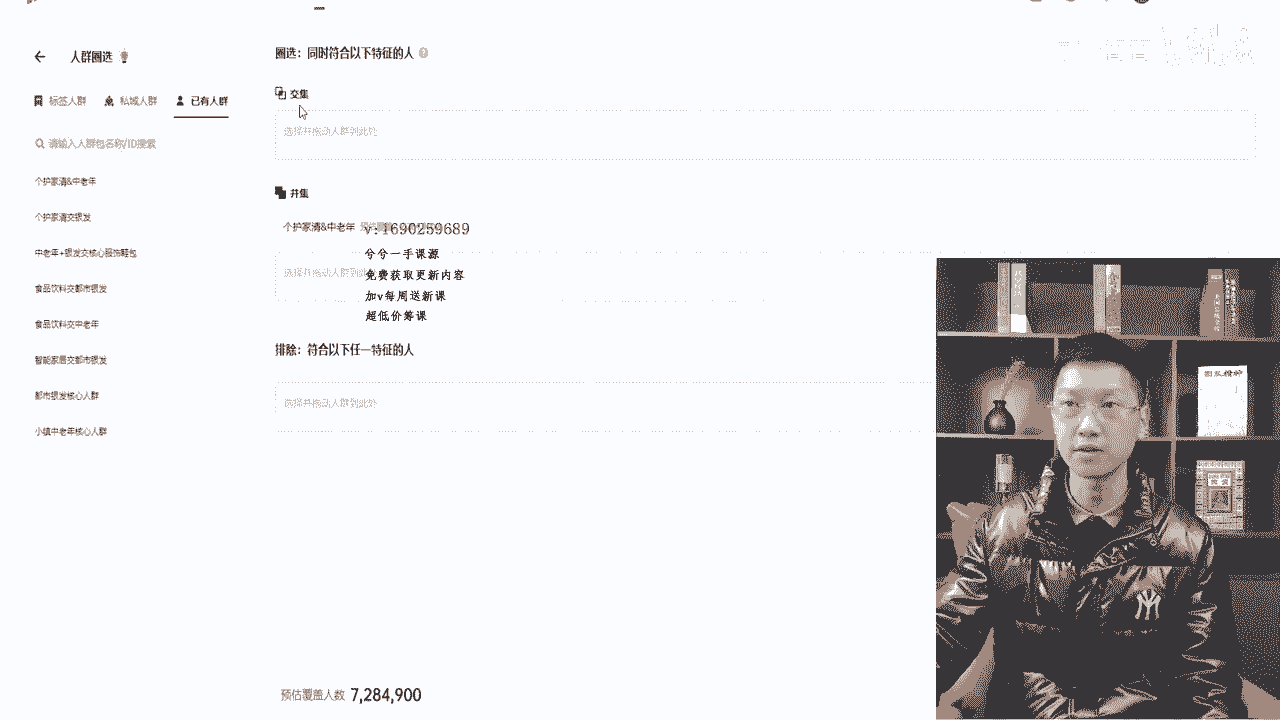 人群圈选
标签人群
私域人群
已有人群
请输入人群包名称/ID搜索
个护家清&中老年
个护家清交银发
中老年+银发交核心服饰鞋包
食品饮料交都市银发
食品饮料交中老年
智能家居交都市银发
都市银发核心人群
小镇中老年核心人群
圈选：同时符合以下特征的人
交集
选择并拖动人群到此处
并集
个护家清&中老年
v:1690259689
兮兮一手课源
选择并拖动人群到
免费获取更新内容
加v每周送新课
超低价筹课
排除：符合以下任一特征的人
选择并拖动人群到此处
预估覆盖人数 7,284,900
团队精神